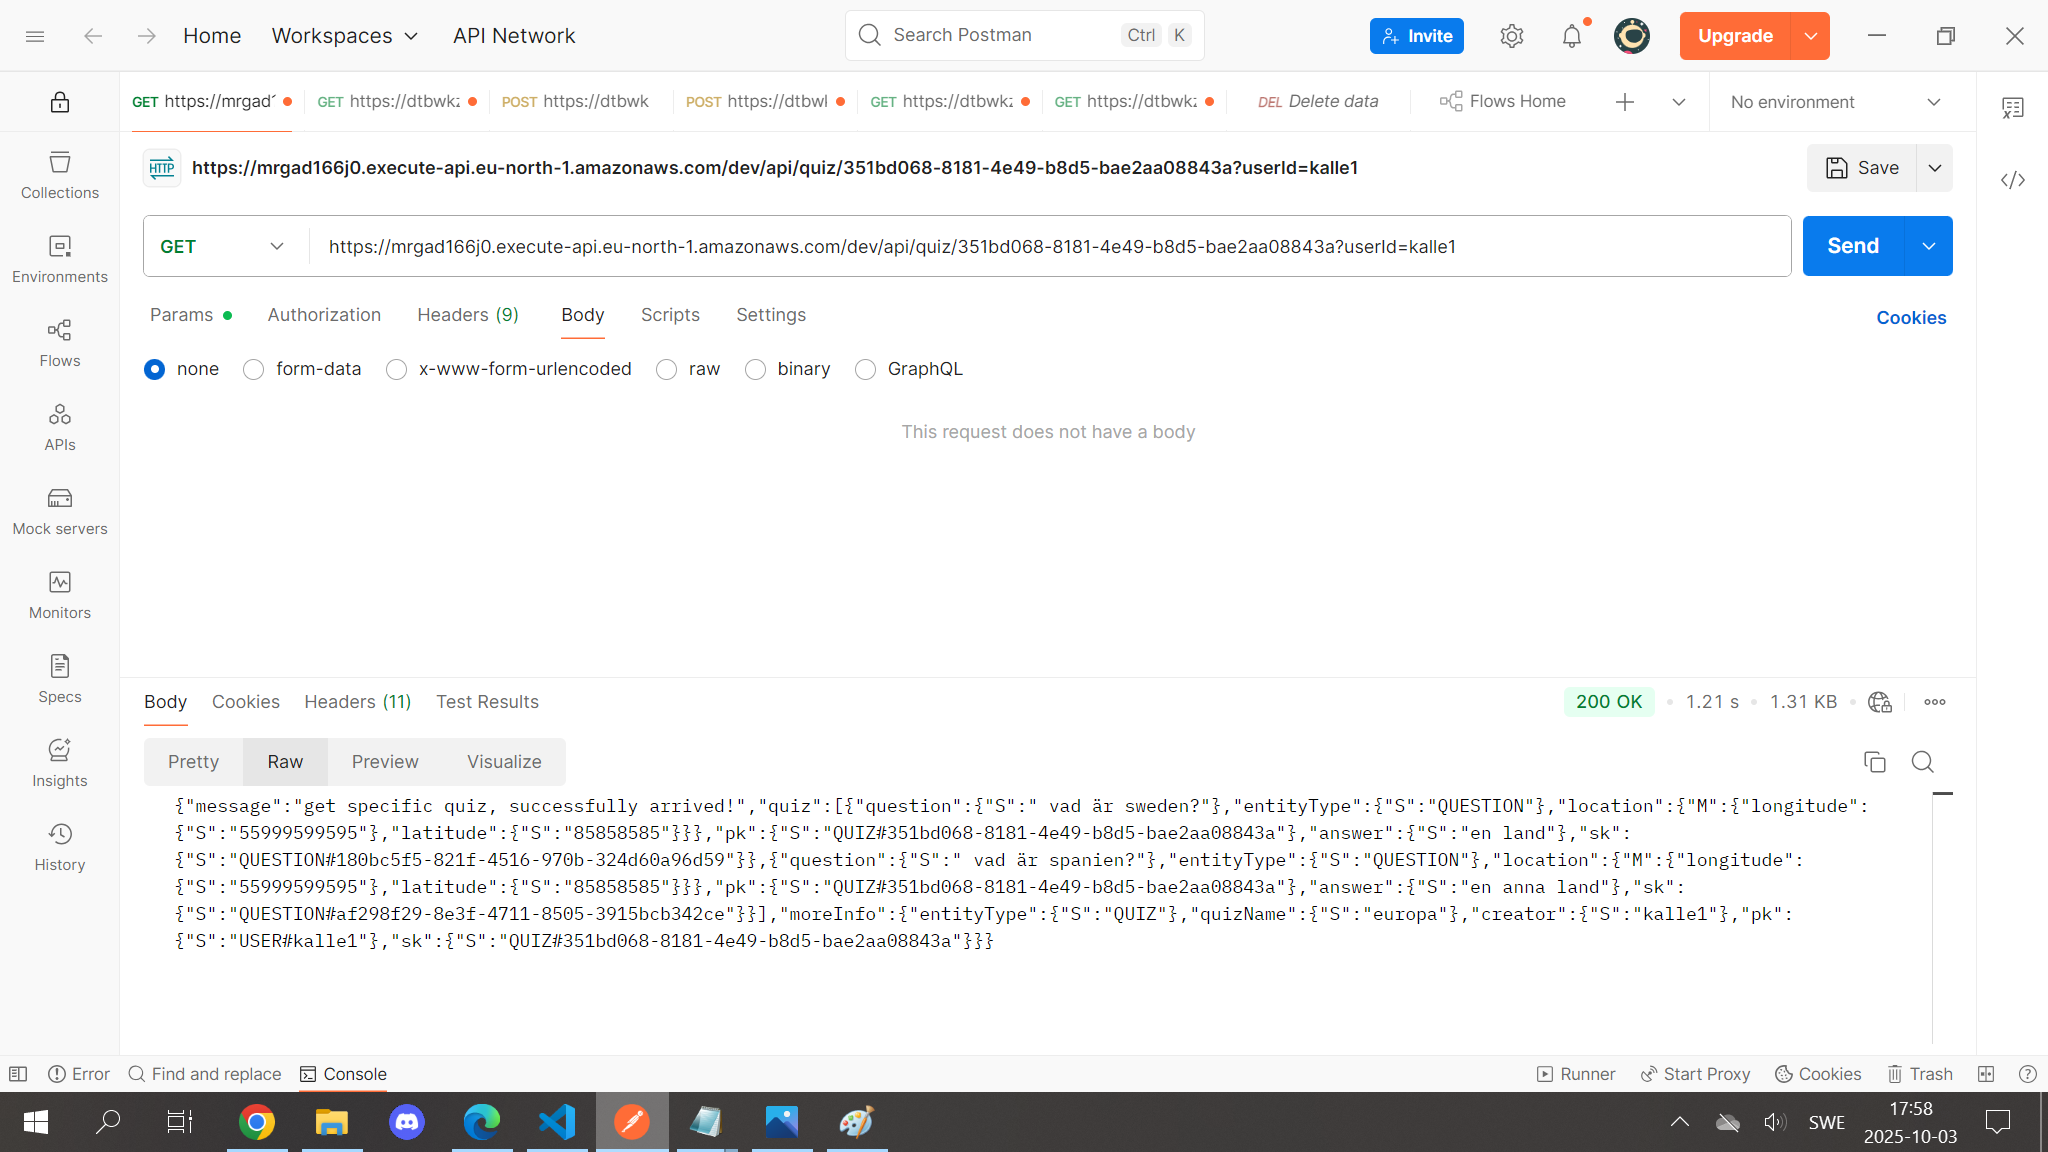 Home
Workspaces
API Network
Search Postman
Ctrl K
Invite
Upgrade
GET https://mrgad1
GET https://dtbwkz
POST https://dtbwk
POST https://dtbwl
GET https://dtbwkz
GET https://dtbwkz
DEL Delete data
Flows Home
No environment
Collections
Environments
Flows
APIs
Mock servers
Monitors
Specs
Insights
History
HTTP
https://mrgad166j0.execute-api.eu-north-1.amazonaws.com/dev/api/quiz/351bd068-8181-4e49-b8d5-bae2aa08843a?userId=kalle1
Save
GET
https://mrgad166j0.execute-api.eu-north-1.amazonaws.com/dev/api/quiz/351bd068-8181-4e49-b8d5-bae2aa08843a?userId=kalle1
Send
Params
Authorization
Headers (9)
Body
Scripts
Settings
Cookies
none
form-data
x-www-form-urlencoded
raw
binary
GraphQL
This request does not have a body
Body
Cookies
Headers (11)
Test Results
200 OK
1.21 s
1.31 KB
Pretty
Raw
Preview
Visualize
{"message":"get specific quiz, successfully arrived!","quiz":[{"question":{"S":" vad är sweden?"},"entityType":{"S":"QUESTION"},"location":{"M":{"longitude":
{"S":"55999599595"},"latitude":{"S":"85858585"}}},"pk":{"S":"QUIZ#351bd068-8181-4e49-b8d5-bae2aa08843a"},"answer":{"S":"en land"},"sk":
{"S":"QUESTION#180bc5f5-821f-4516-970b-324d60a96d59"}},{"question":{"S":" vad är spanien?"},"entityType":{"S":"QUESTION"},"location":{"M":{"longitude":
{"S":"55999599595"},"latitude":{"S":"85858585"}}},"pk":{"S":"QUIZ#351bd068-8181-4e49-b8d5-bae2aa08843a"},"answer":{"S":"en anna land"},"sk":
{"S":"QUESTION#af298f29-8e3f-4711-8505-3915bcb342ce"}}],"moreInfo":{"entityType":{"S":"QUIZ"},"quizName":{"S":"europa"},"creator":{"S":"kalle1"},"pk":
{"S":"USER#kalle1"},"sk":{"S":"QUIZ#351bd068-8181-4e49-b8d5-bae2aa08843a"}}}
Error
Find and replace
Console
Runner
Start Proxy
Cookies
Trash
SWE
17:58
2025-10-03